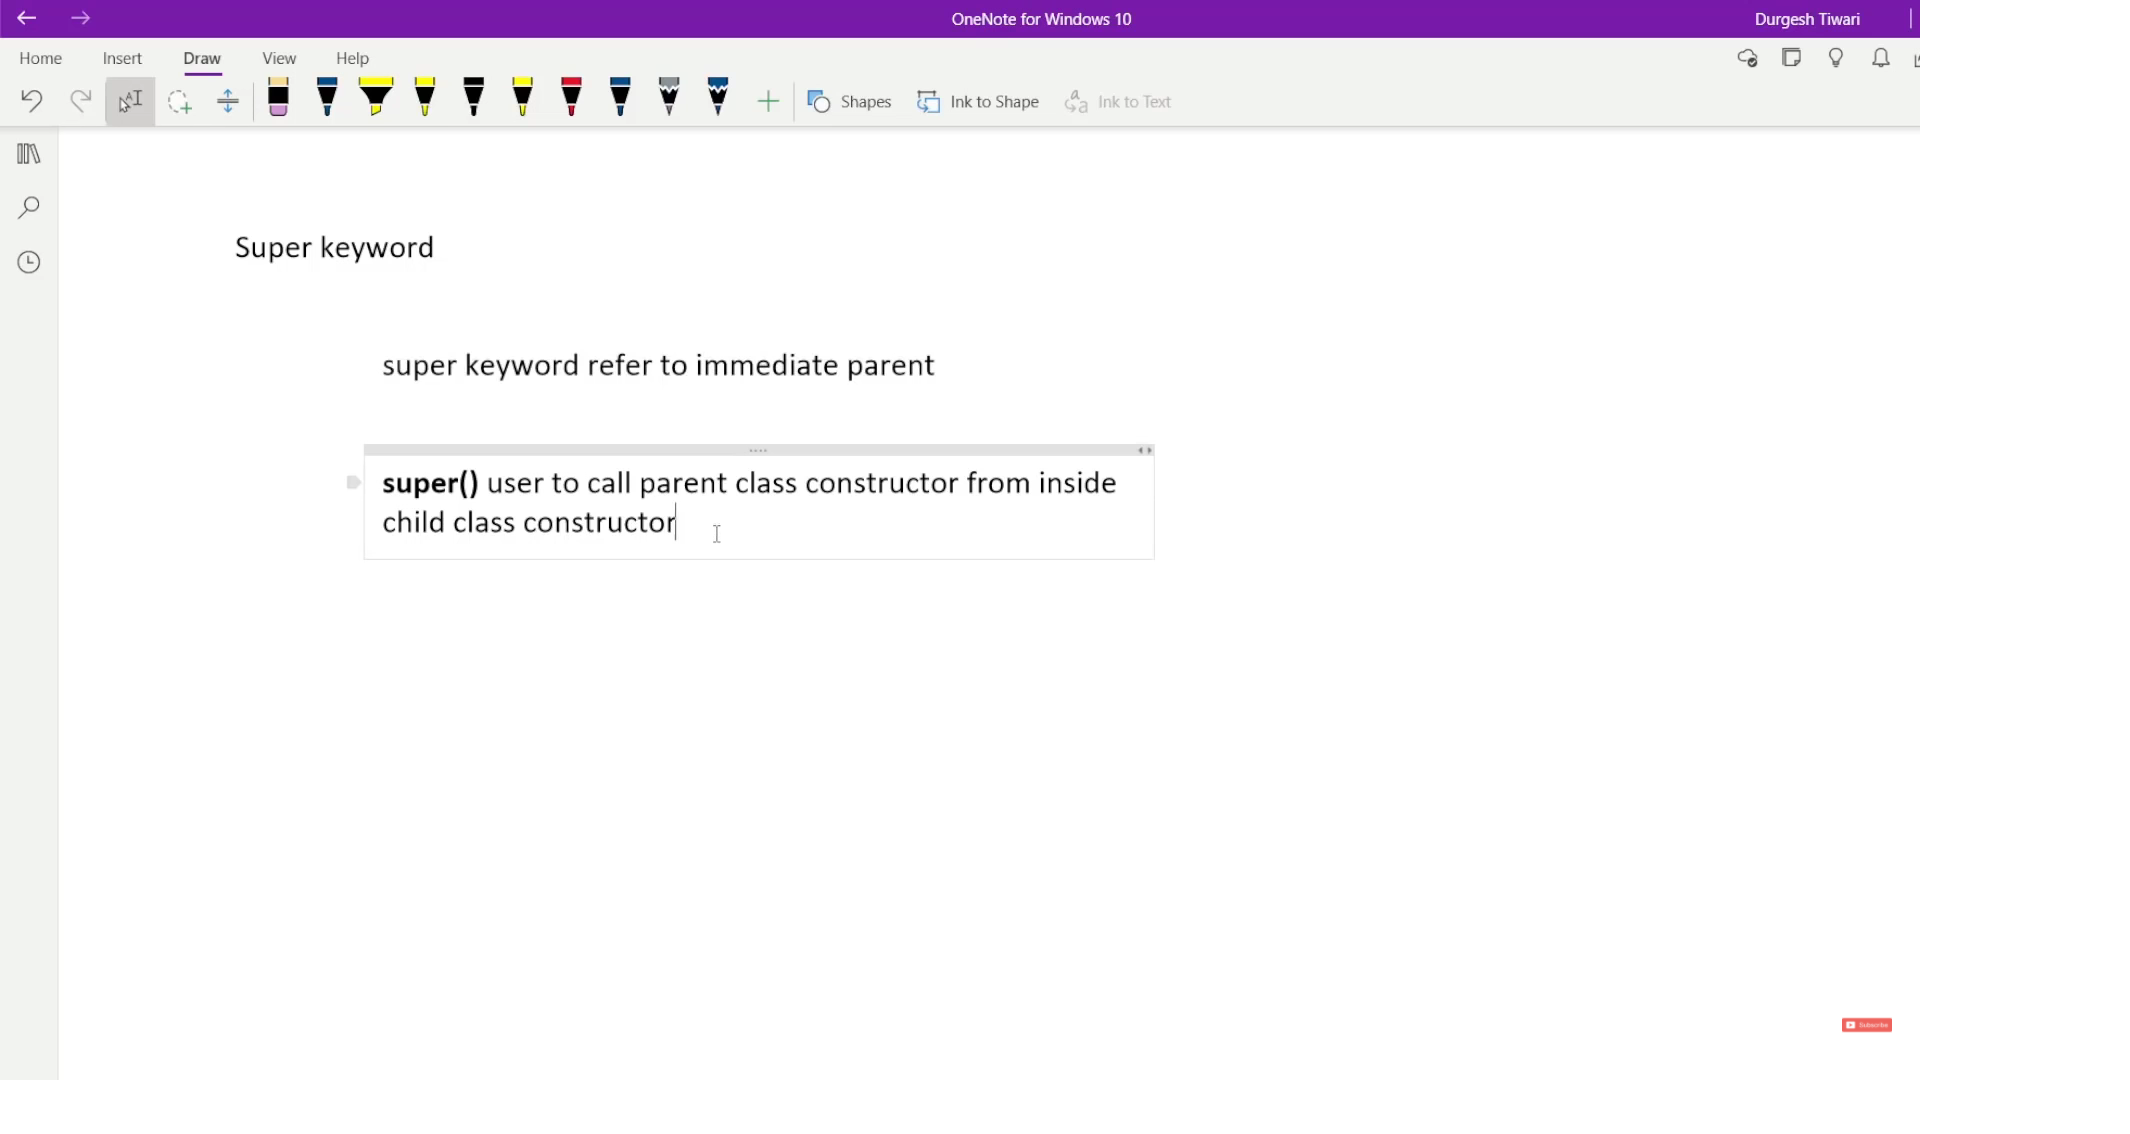 OneNote for Windows 10
Durgesh Tiwari
Home Insert Draw View Help
Shapes Ink to Shape Ink to Text
Super keyword
super keyword refer to immediate parent
super() user to call parent class constructor from inside
child class constructor
Subscribe